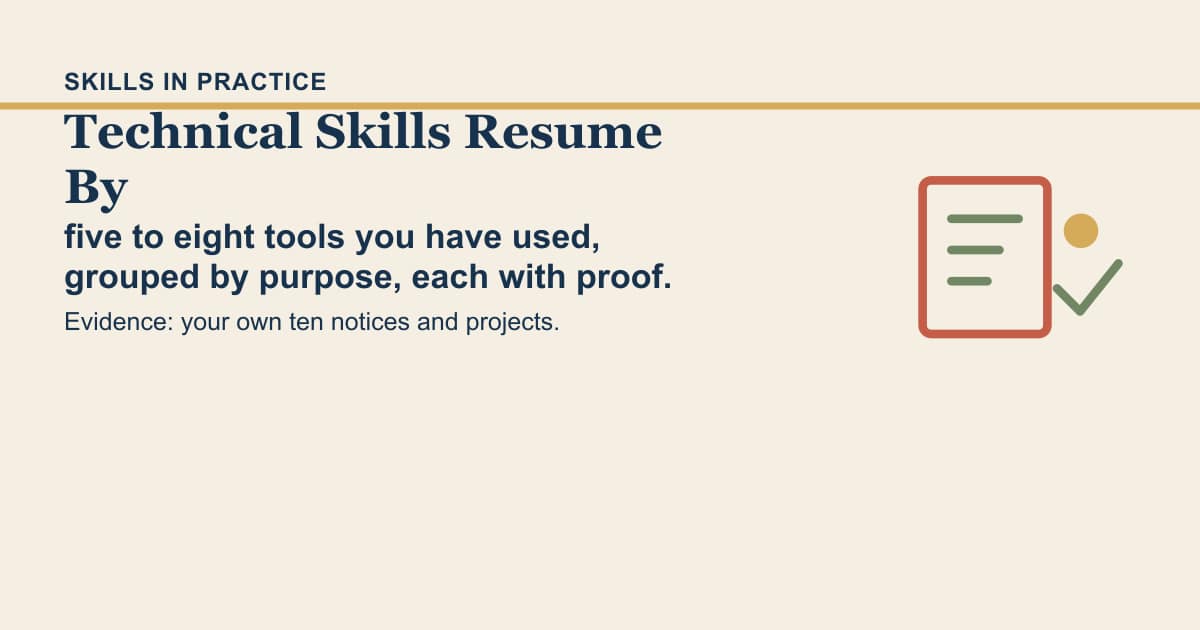 SKILLS IN PRACTICE
Technical Skills Resume
By
five to eight tools you have used,
grouped by purpose, each with proof.
Evidence: your own ten notices and projects.